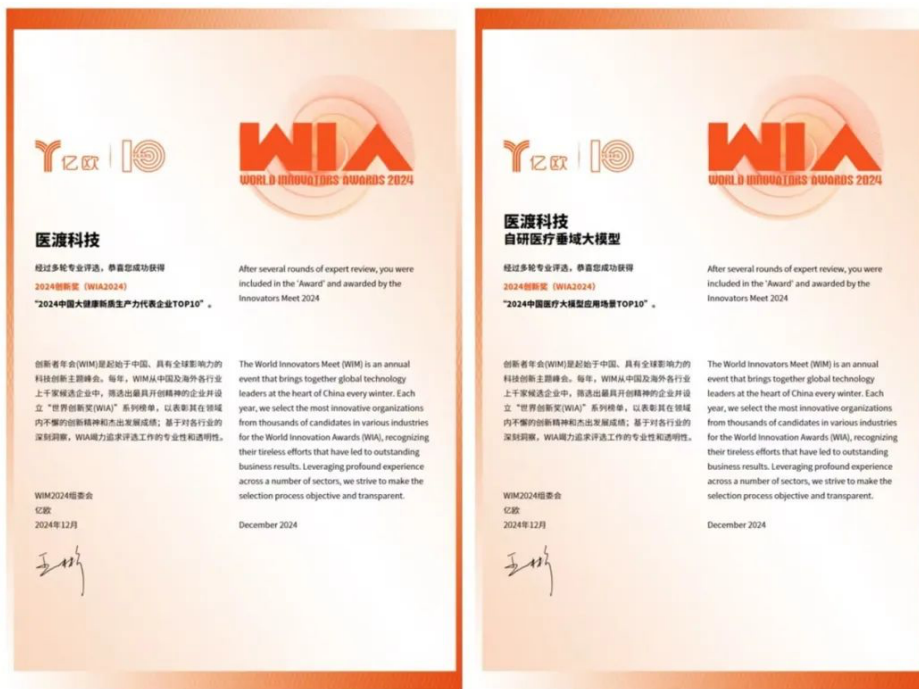 亿欧
WIA
WORLD INNOVATORS AWARDS 2024
医渡科技
经过多轮专业评选，恭喜您成功获得
2024创新奖（WIA2024）
“2024中国大健康新质生产力代表企业TOP10”。
After several rounds of expert review, you were
included in the 'Award' and awarded by the
Innovators Meet 2024
创新者年会(WIM)是起始于中国、具有全球影响力的
科技创新主题峰会。每年，WIM从中国及海外各行业
上千家候选企业中，筛选出最具开创精神的企业并设
立“世界创新奖(WIA)”系列榜单，以表彰其在领域
内不懈的创新精神和杰出发展成绩；基于对各行业的
深刻洞察，WIA竭力追求评选工作的专业性和透明性。
The World Innovators Meet (WIM) is an annual
event that brings together global technology
leaders at the heart of China every winter. Each
year, we select the most innovative organizations
from thousands of candidates in various industries
for the World Innovation Awards (WIA), recognizing
their tireless efforts that have led to outstanding
business results. Leveraging profound experience
across a number of sectors, we strive to make the
selection process objective and transparent.
WIM2024组委会
亿欧
2024年12月
December 2024
王彬
亿欧
WIA
WORLD INNOVATORS AWARDS 2024
医渡科技
自研医疗垂域大模型
经过多轮专业评选，恭喜您成功获得
2024创新奖（WIA2024）
“2024中国医疗大模型应用场景TOP10”。
After several rounds of expert review, you were
included in the 'Award' and awarded by the
Innovators Meet 2024
创新者年会(WIM)是起始于中国、具有全球影响力的
科技创新主题峰会。每年，WIM从中国及海外各行业
上千家候选企业中，筛选出最具开创精神的企业并设
立“世界创新奖(WIA)”系列榜单，以表彰其在领域
内不懈的创新精神和杰出发展成绩；基于对各行业的
深刻洞察，WIA竭力追求评选工作的专业性和透明性。
The World Innovators Meet (WIM) is an annual
event that brings together global technology
leaders at the heart of China every winter. Each
year, we select the most innovative organizations
from thousands of candidates in various industries
for the World Innovation Awards (WIA), recognizing
their tireless efforts that have led to outstanding
business results. Leveraging profound experience
across a number of sectors, we strive to make the
selection process objective and transparent.
WIM2024组委会
亿欧
2024年12月
December 2024
王彬